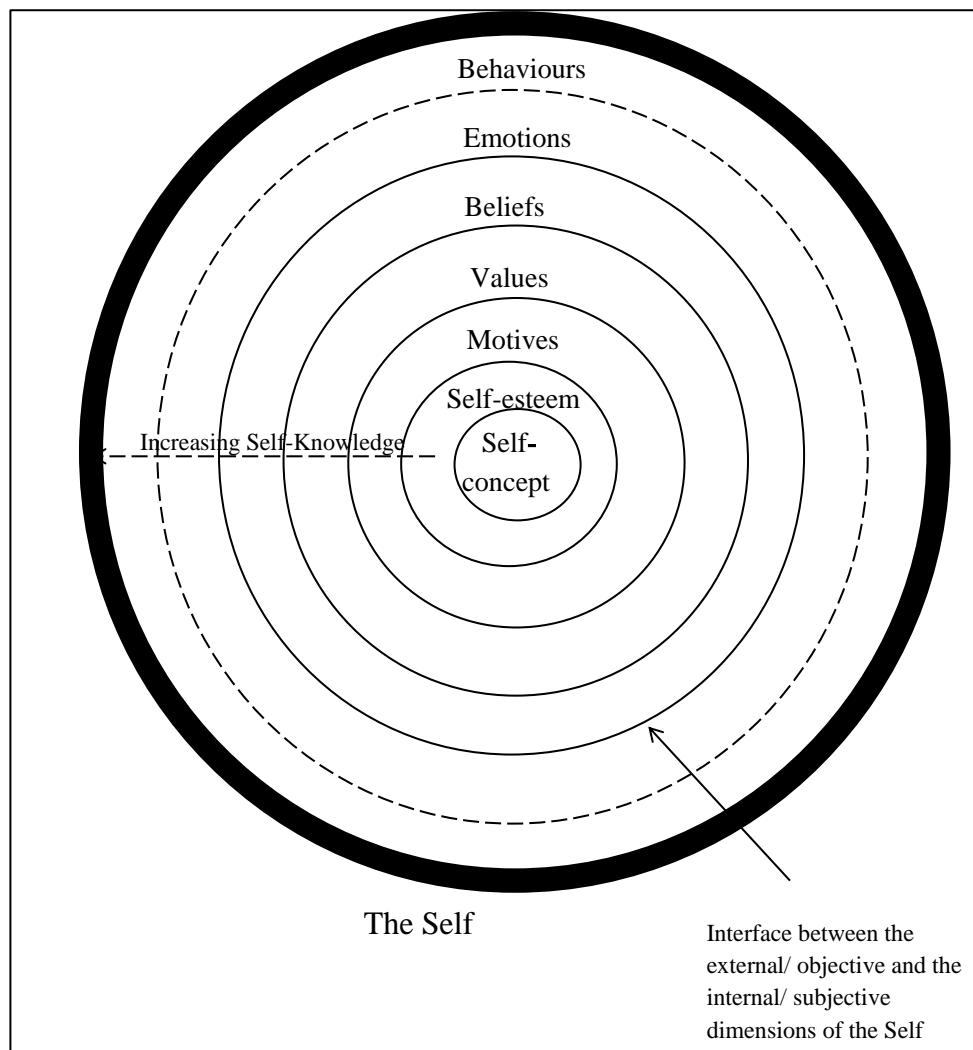 Behaviours
Emotions
Beliefs
Values
Motives
Self-esteem
Increasing Self-Knowledge
Self-
concept
The Self
Interface between the
external/ objective and the
internal/ subjective
dimensions of the Self